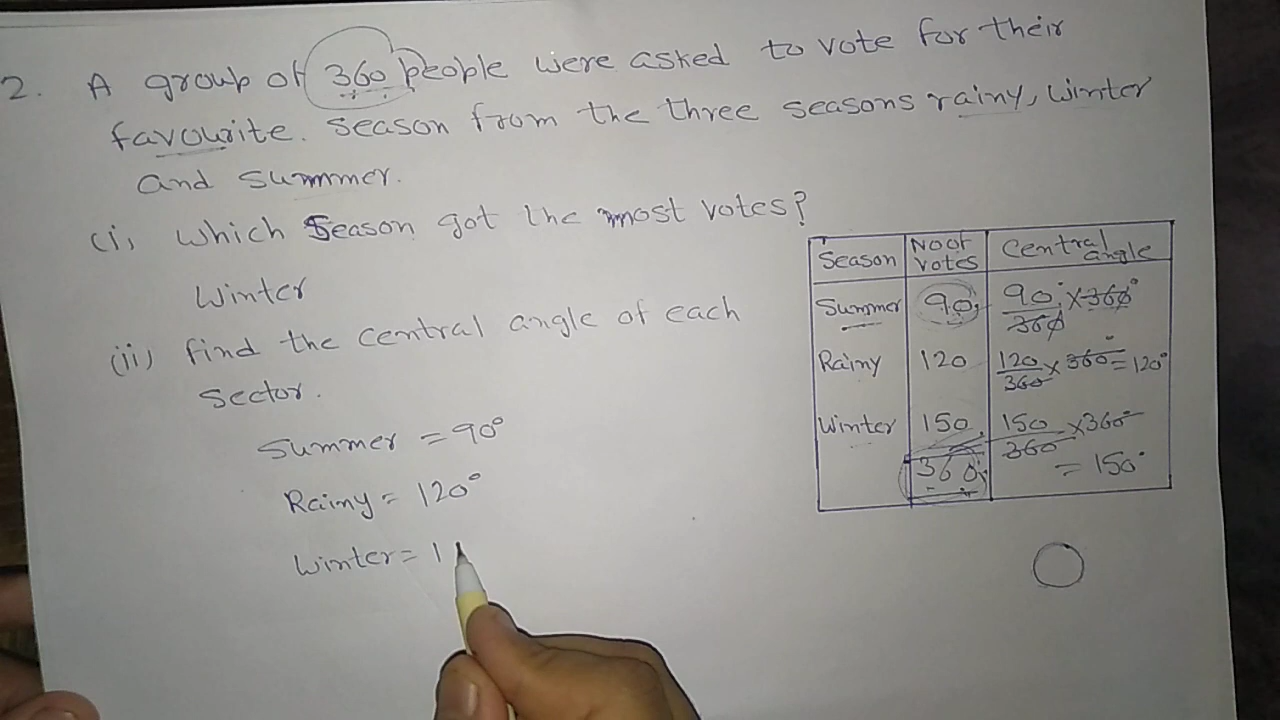 2. A group of 360 people were asked to vote for their
favourite. Season from the three seasons rainy, winter
and summer.
(i) Which Season got the most votes?
Winter
(ii) find the central angle of each
sector.
Summer = 90°
Rainy = 120°
Winter = 1
Season No of votes Central angle
Summer 90 90/360 × 360°
Rainy 120 120/360 × 360° = 120°
Winter 150 150/360 × 360°
360 = 150°